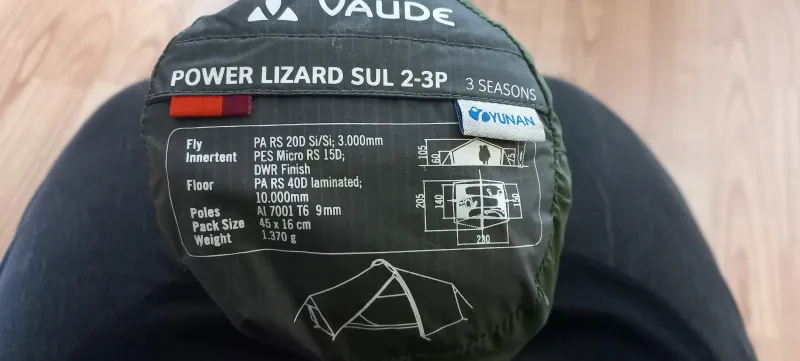 VAUDE
POWER LIZARD SUL 2-3P 3 SEASONS
YUNAN
Fly PA RS 20D Si/Si; 3.000mm
Innertent PES Micro RS 15D;
DWR Finish
Floor PA RS 40D laminated;
10.000mm
Poles Al 7001 T6 9mm
Pack Size 45 x 16 cm
Weight 1.370 g
105
60
25
205
140
150
230